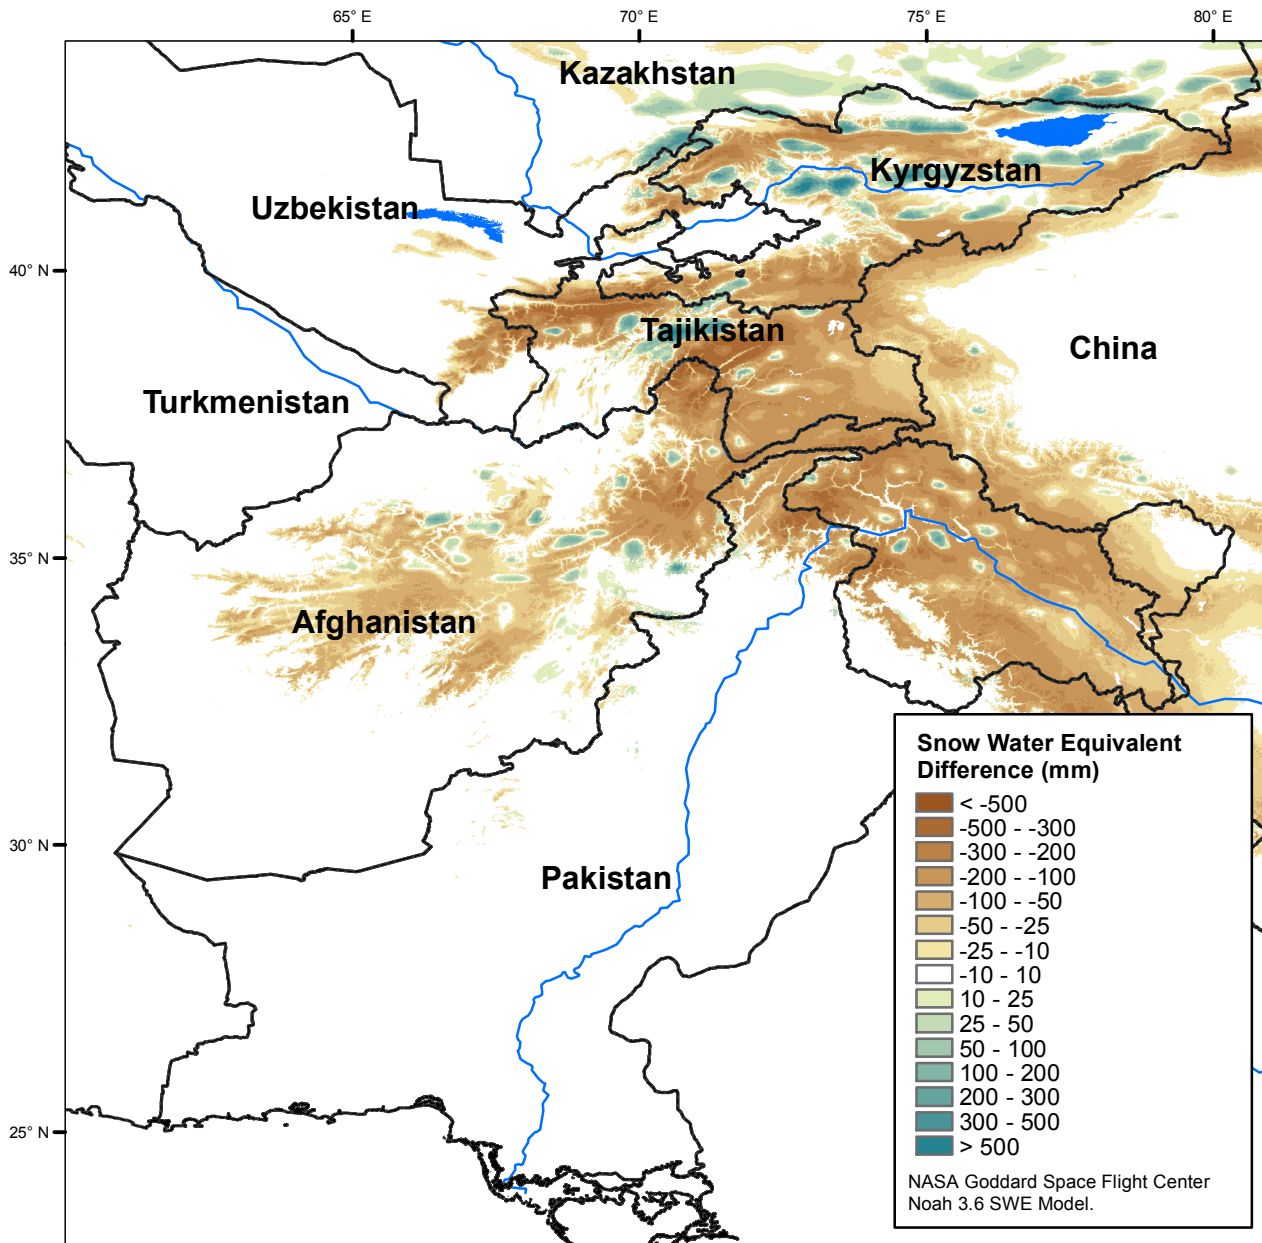 65° E
70° E
75° E
80° E
Kazakhstan
Kyrgyzstan
Uzbekistan
40° N
Tajikistan
China
Turkmenistan
35° N
Afghanistan
30° N
Pakistan
25° N
Snow Water Equivalent
Difference (mm)
< -500
-500 - -300
-300 - -200
-200 - -100
-100 - -50
-50 - -25
-25 - -10
-10 - 10
10 - 25
25 - 50
50 - 100
100 - 200
200 - 300
300 - 500
> 500
NASA Goddard Space Flight Center
Noah 3.6 SWE Model.